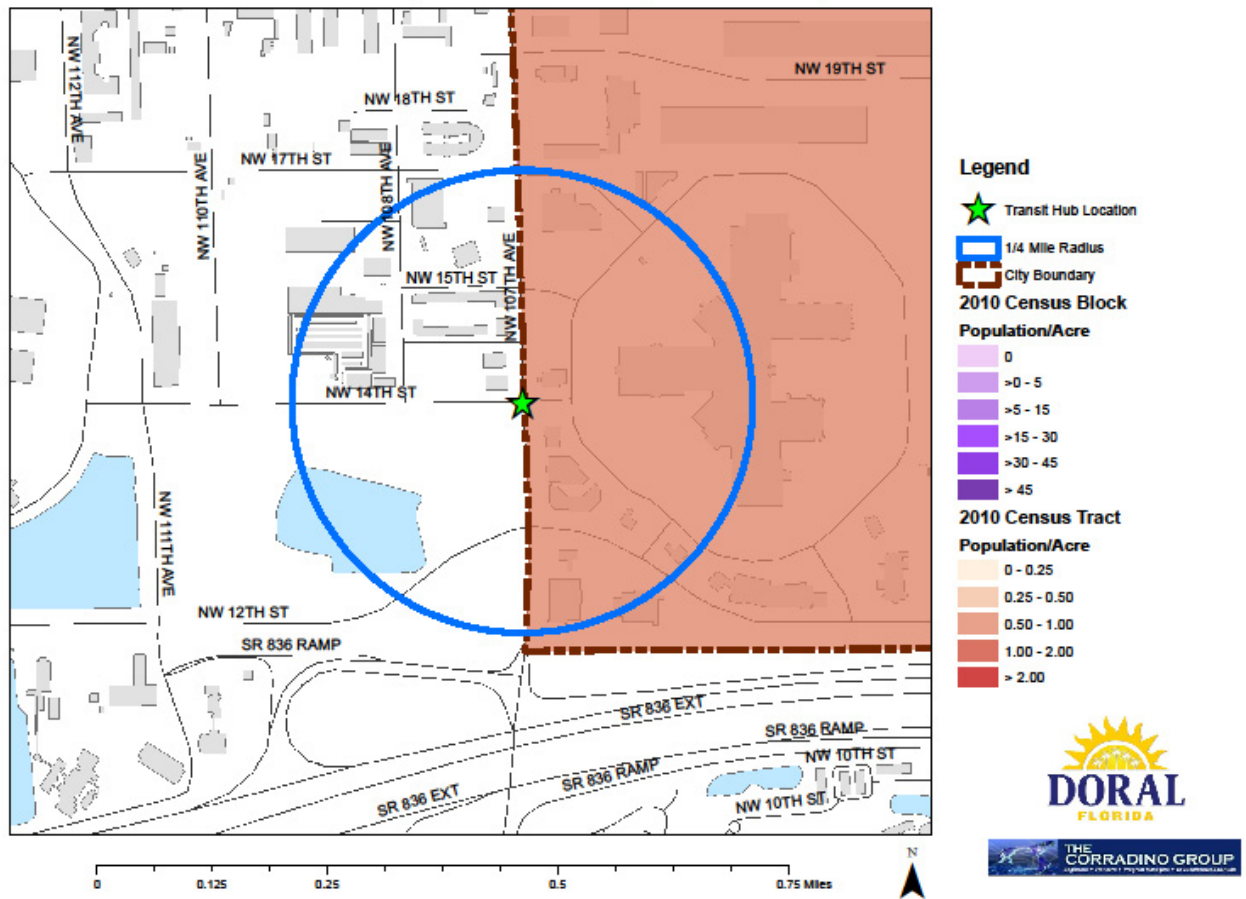 NW 112TH AVE
NW 19TH ST
NW 18TH ST
NW 17TH ST
NW 110TH AVE
NW 108TH AVE
NW 107TH AVE
NW 15TH ST
NW 14TH ST
NW 111TH AVE
NW 12TH ST
SR 836 RAMP
SR 836 EXT
SR 836 RAMP
NW 10TH ST
SR 836 RAMP
SR 836 EXT
NW 10TH ST
Legend
Transit Hub Location
1/4 Mile Radius
City Boundary
2010 Census Block
Population/Acre
0
>0 - 5
>5 - 15
>15 - 30
>30 - 45
> 45
2010 Census Tract
Population/Acre
0 - 0.25
0.25 - 0.50
0.50 - 1.00
1.00 - 2.00
> 2.00
DORAL
FLORIDA
THE
CORRADINO GROUP
N
0 0.125 0.25 0.5 0.75 Miles